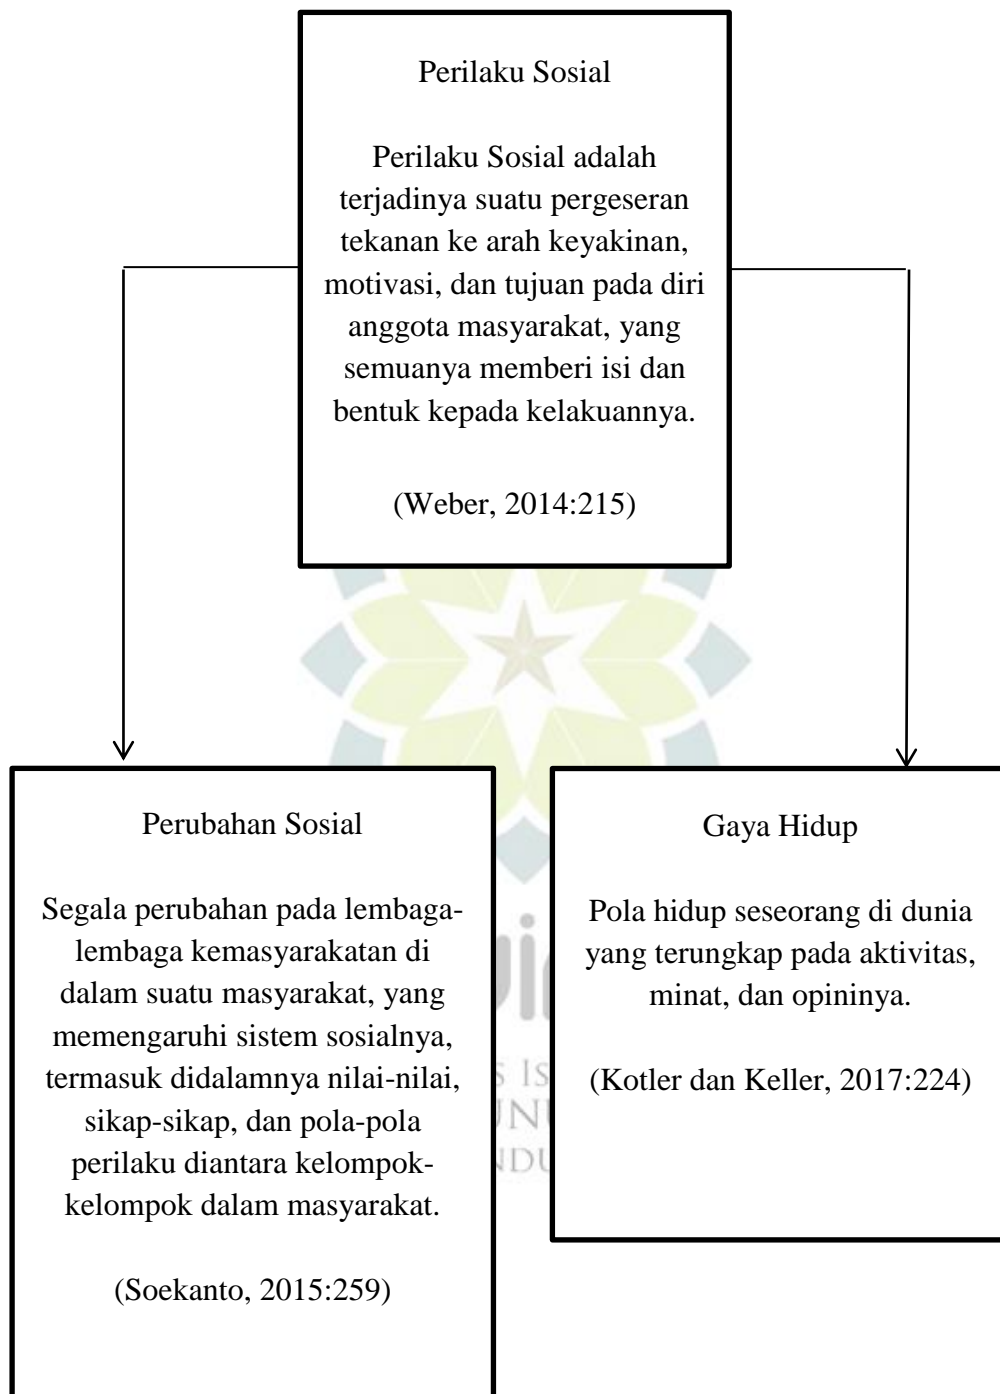 Perilaku Sosial
Perilaku Sosial adalah
terjadinya suatu pergeseran
tekanan ke arah keyakinan,
motivasi, dan tujuan pada diri
anggota masyarakat, yang
semuanya memberi isi dan
bentuk kepada kelakuannya.
(Weber, 2014:215)
Perubahan Sosial
Segala perubahan pada lembaga-
lembaga kemasyarakatan di
dalam suatu masyarakat, yang
memengaruhi sistem sosialnya,
termasuk didalamnya nilai-nilai,
sikap-sikap, dan pola-pola
perilaku diantara kelompok-
kelompok dalam masyarakat.
(Soekanto, 2015:259)
Gaya Hidup
Pola hidup seseorang di dunia
yang terungkap pada aktivitas,
minat, dan opininya.
(Kotler dan Keller, 2017:224)